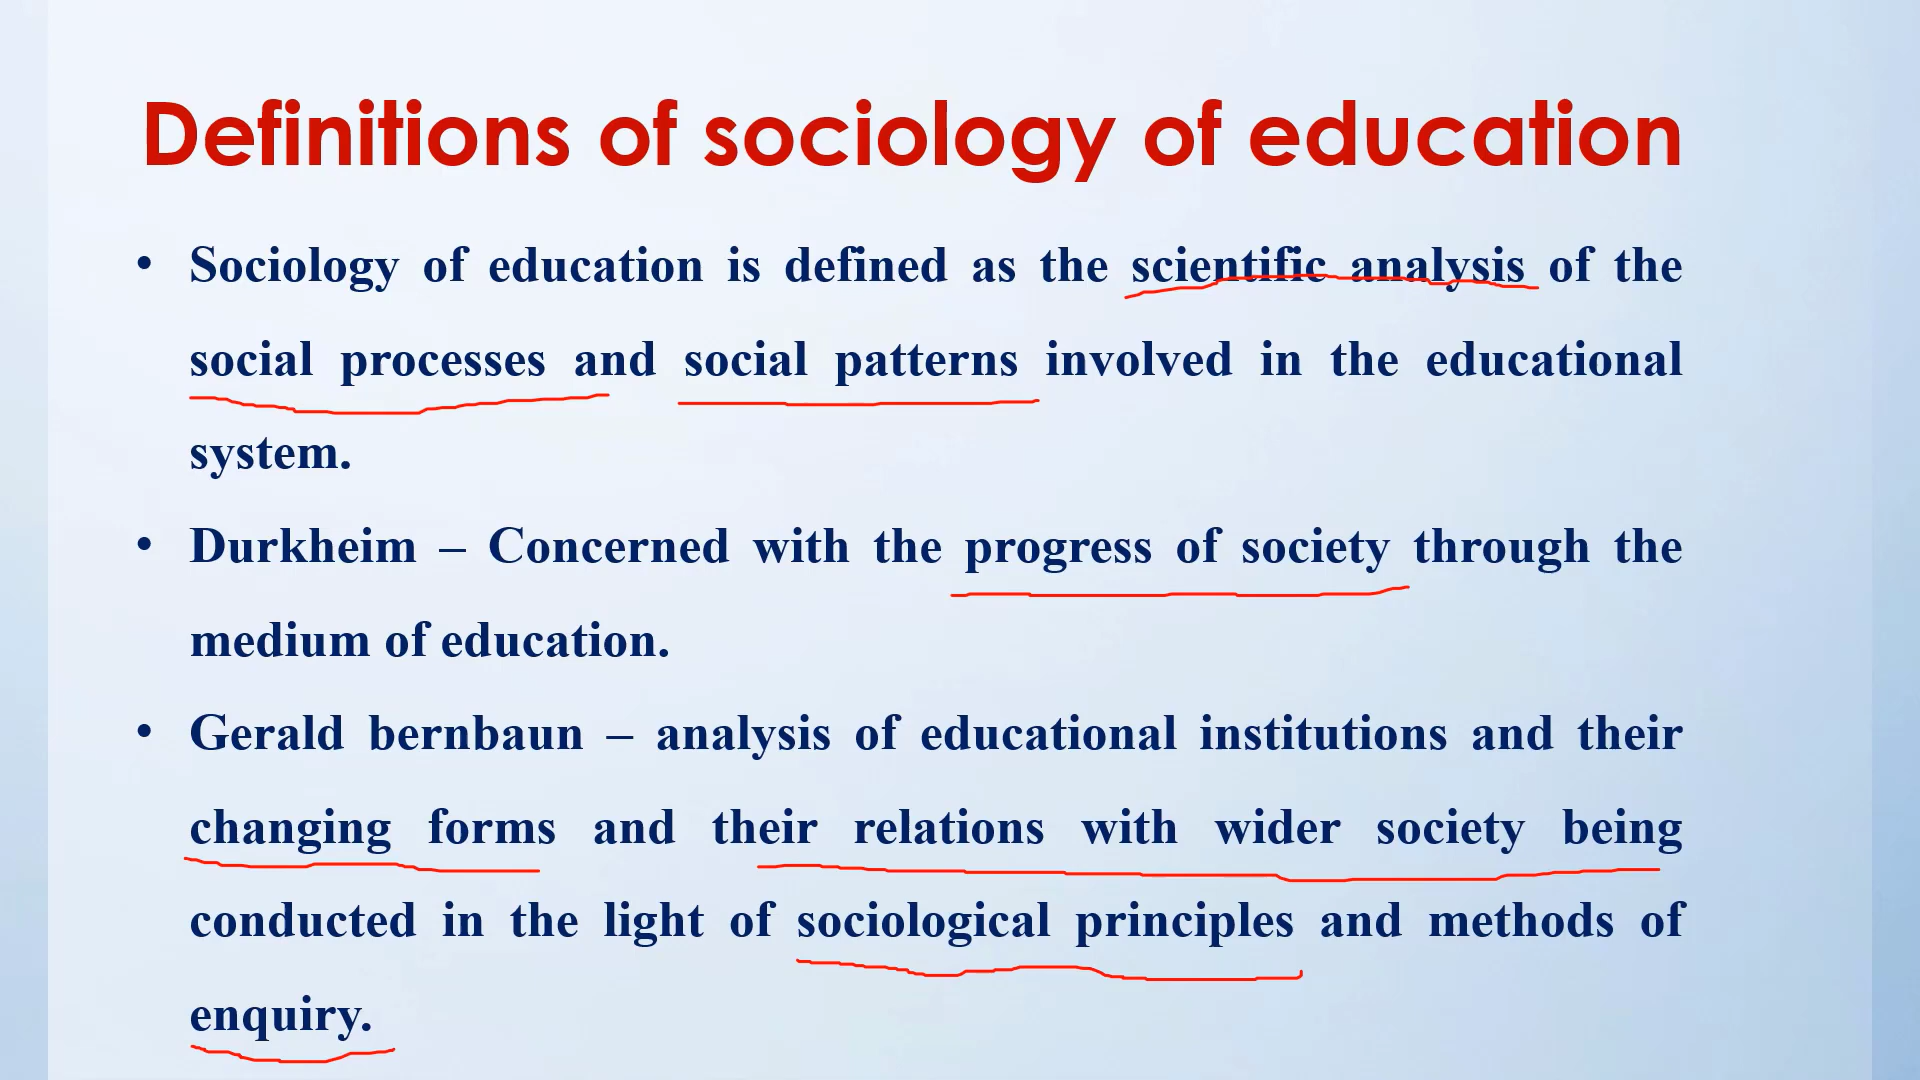 Definitions of sociology of education
• Sociology of education is defined as the scientific analysis of the
social processes and social patterns involved in the educational
system.
• Durkheim – Concerned with the progress of society through the
medium of education.
• Gerald bernbaun – analysis of educational institutions and their
changing forms and their relations with wider society being
conducted in the light of sociological principles and methods of
enquiry.